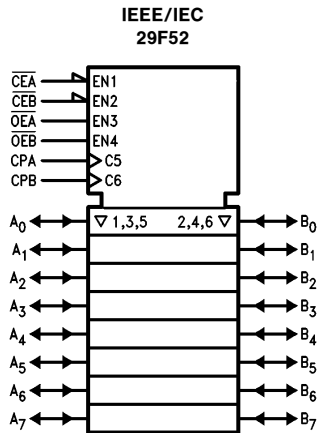 IEEE/IEC
29F52
CEA EN1
CEB EN2
OEA EN3
OEB EN4
CPA C5
CPB C6
A0 ▽ 1,3,5 2,4,6 ▽ B0
A1 B1
A2 B2
A3 B3
A4 B4
A5 B5
A6 B6
A7 B7